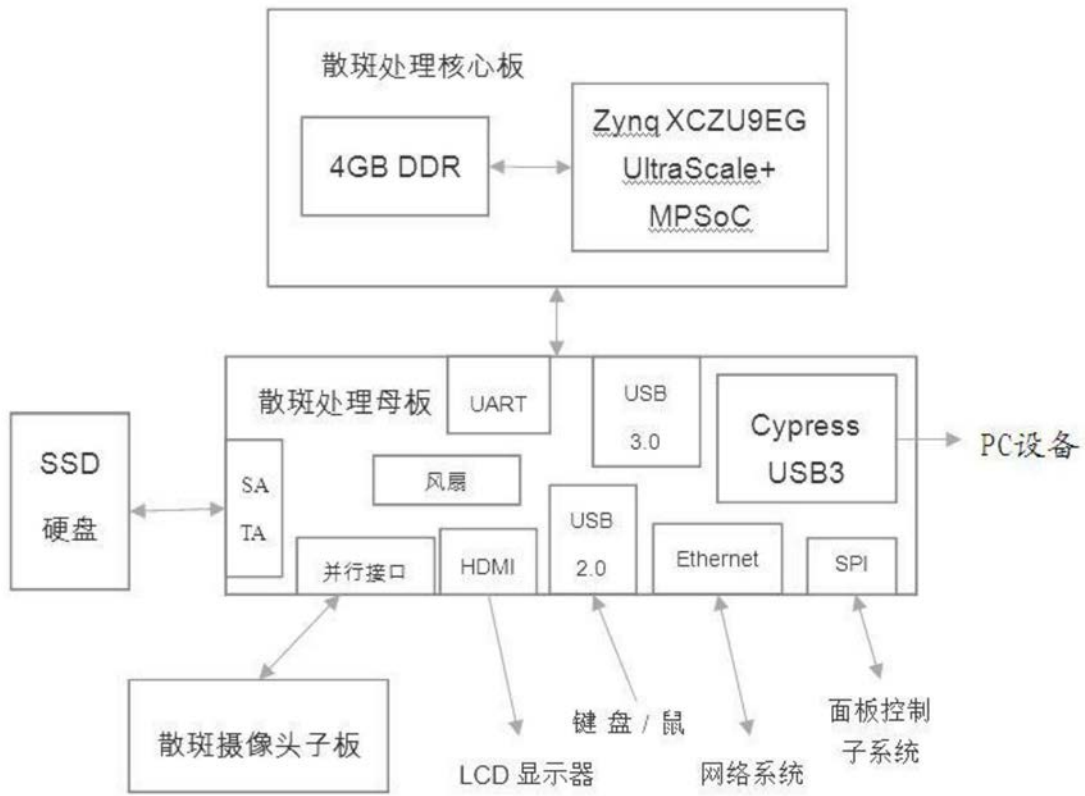 散斑处理核心板
4GB DDR
Zynq XCZU9EG
UltraScale+
MPSoC
散斑处理母板
UART
USB
3.0
Cypress
USB3
PC设备
SSD
硬盘
SA
TA
风扇
并行接口
HDMI
USB
2.0
Ethernet
SPI
散斑摄像头子板
LCD 显示器
键 盘 / 鼠
网络系统
面板控制
子系统